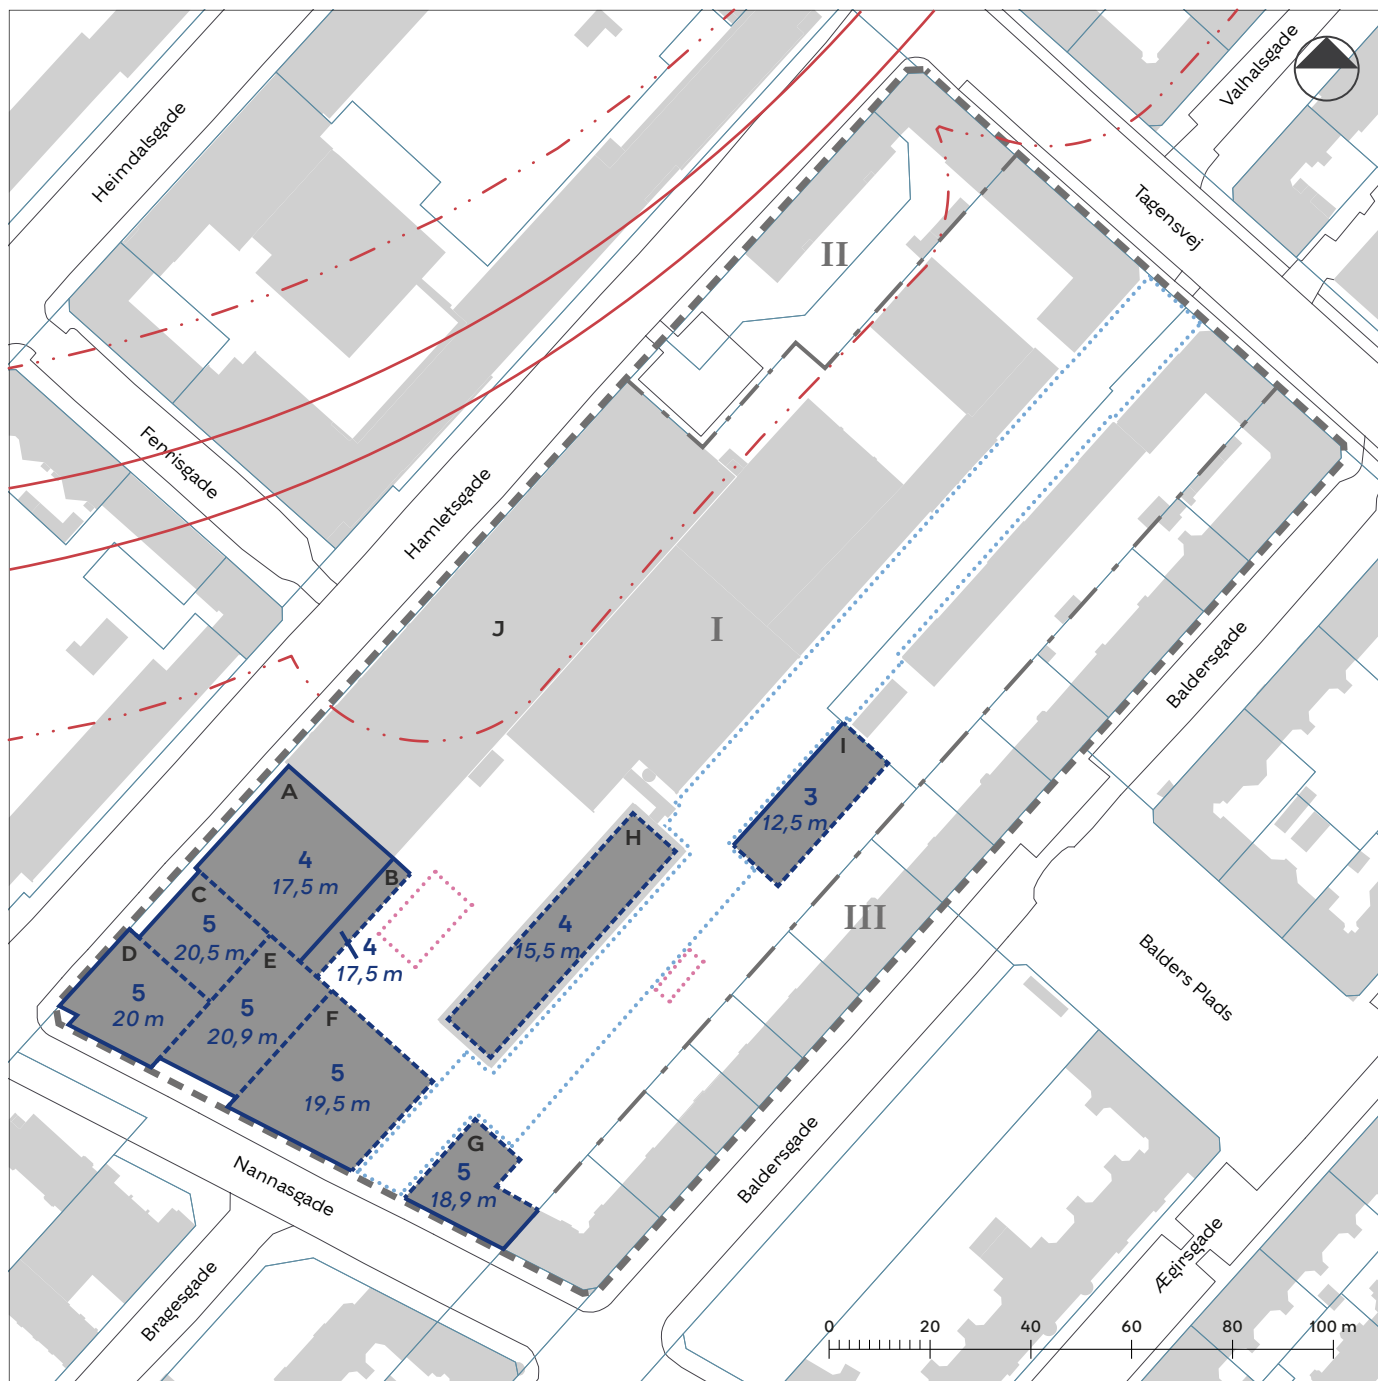 Heimdalsgade
Valhalsgade
Tagensvej
II
Fenrisgade
Hamletsgade
J
I
Baldersgade
I
3
12,5 m
A
4
17,5 m
B
4
17,5 m
H
4
15,5 m
C
5
20,5 m
D
5
20 m
E
5
20,9 m
F
5
19,5 m
III
Balders Plads
G
5
18,9 m
Nannasgade
Baldersgade
Bragesgade
Ægirsgade
0 20 40 60 80 100 m